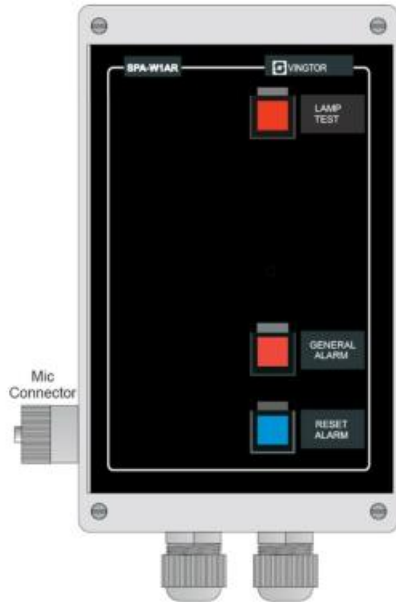 SPA-W1AR
VINGTOR
LAMP
TEST
GENERAL
ALARM
Mic
Connector
RESET
ALARM